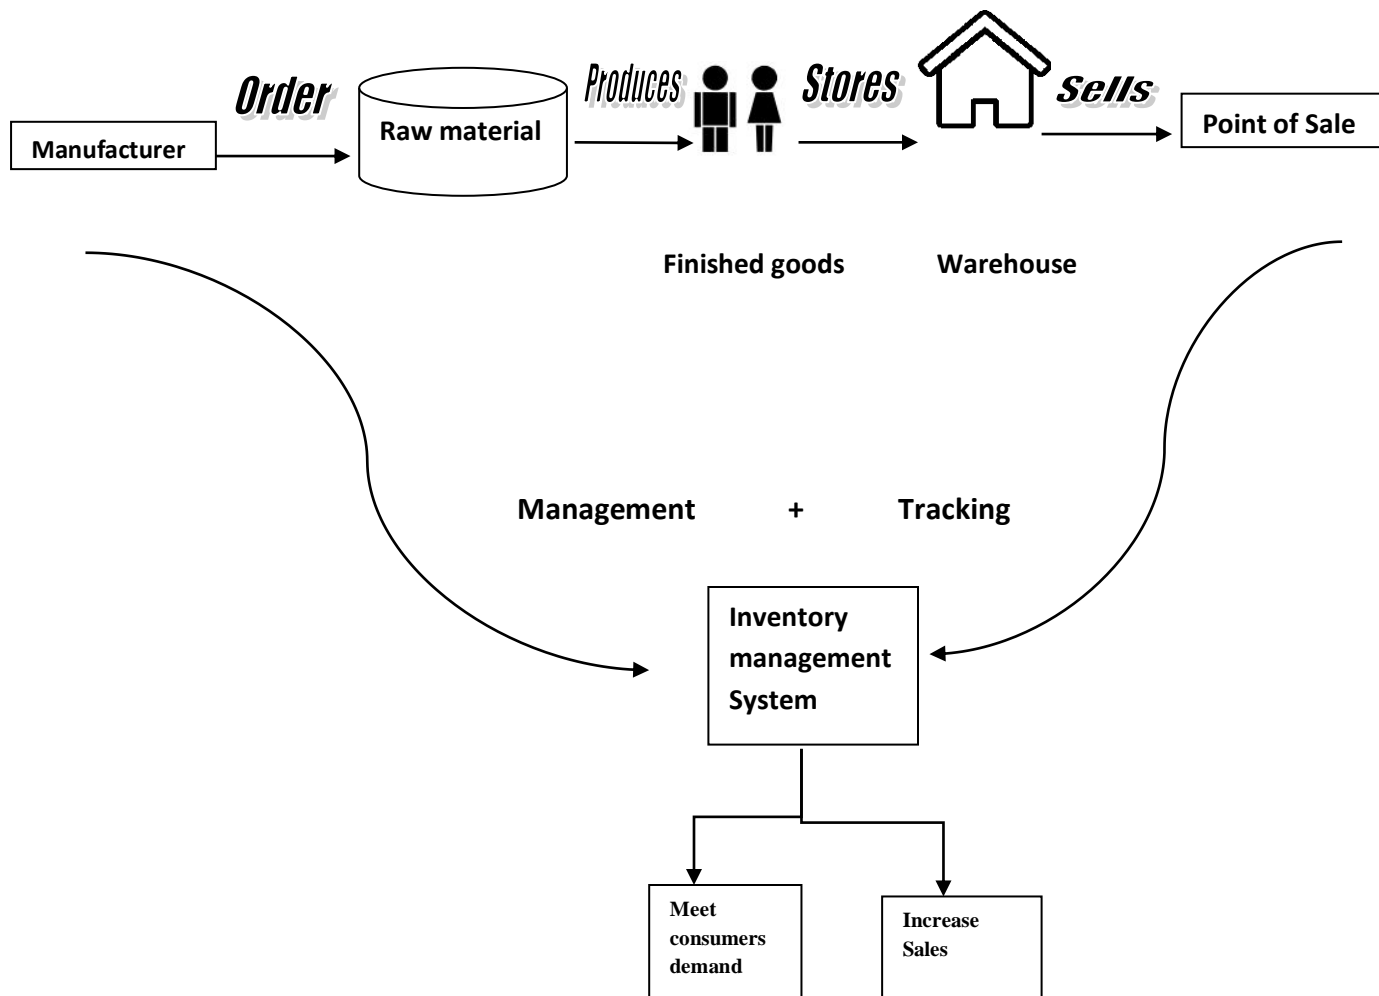 Order
Produces
Stores
Sells
Manufacturer
Raw material
Point of Sale
Finished goods
Warehouse
Management + Tracking
Inventory
management
System
Meet
consumers
demand
Increase
Sales